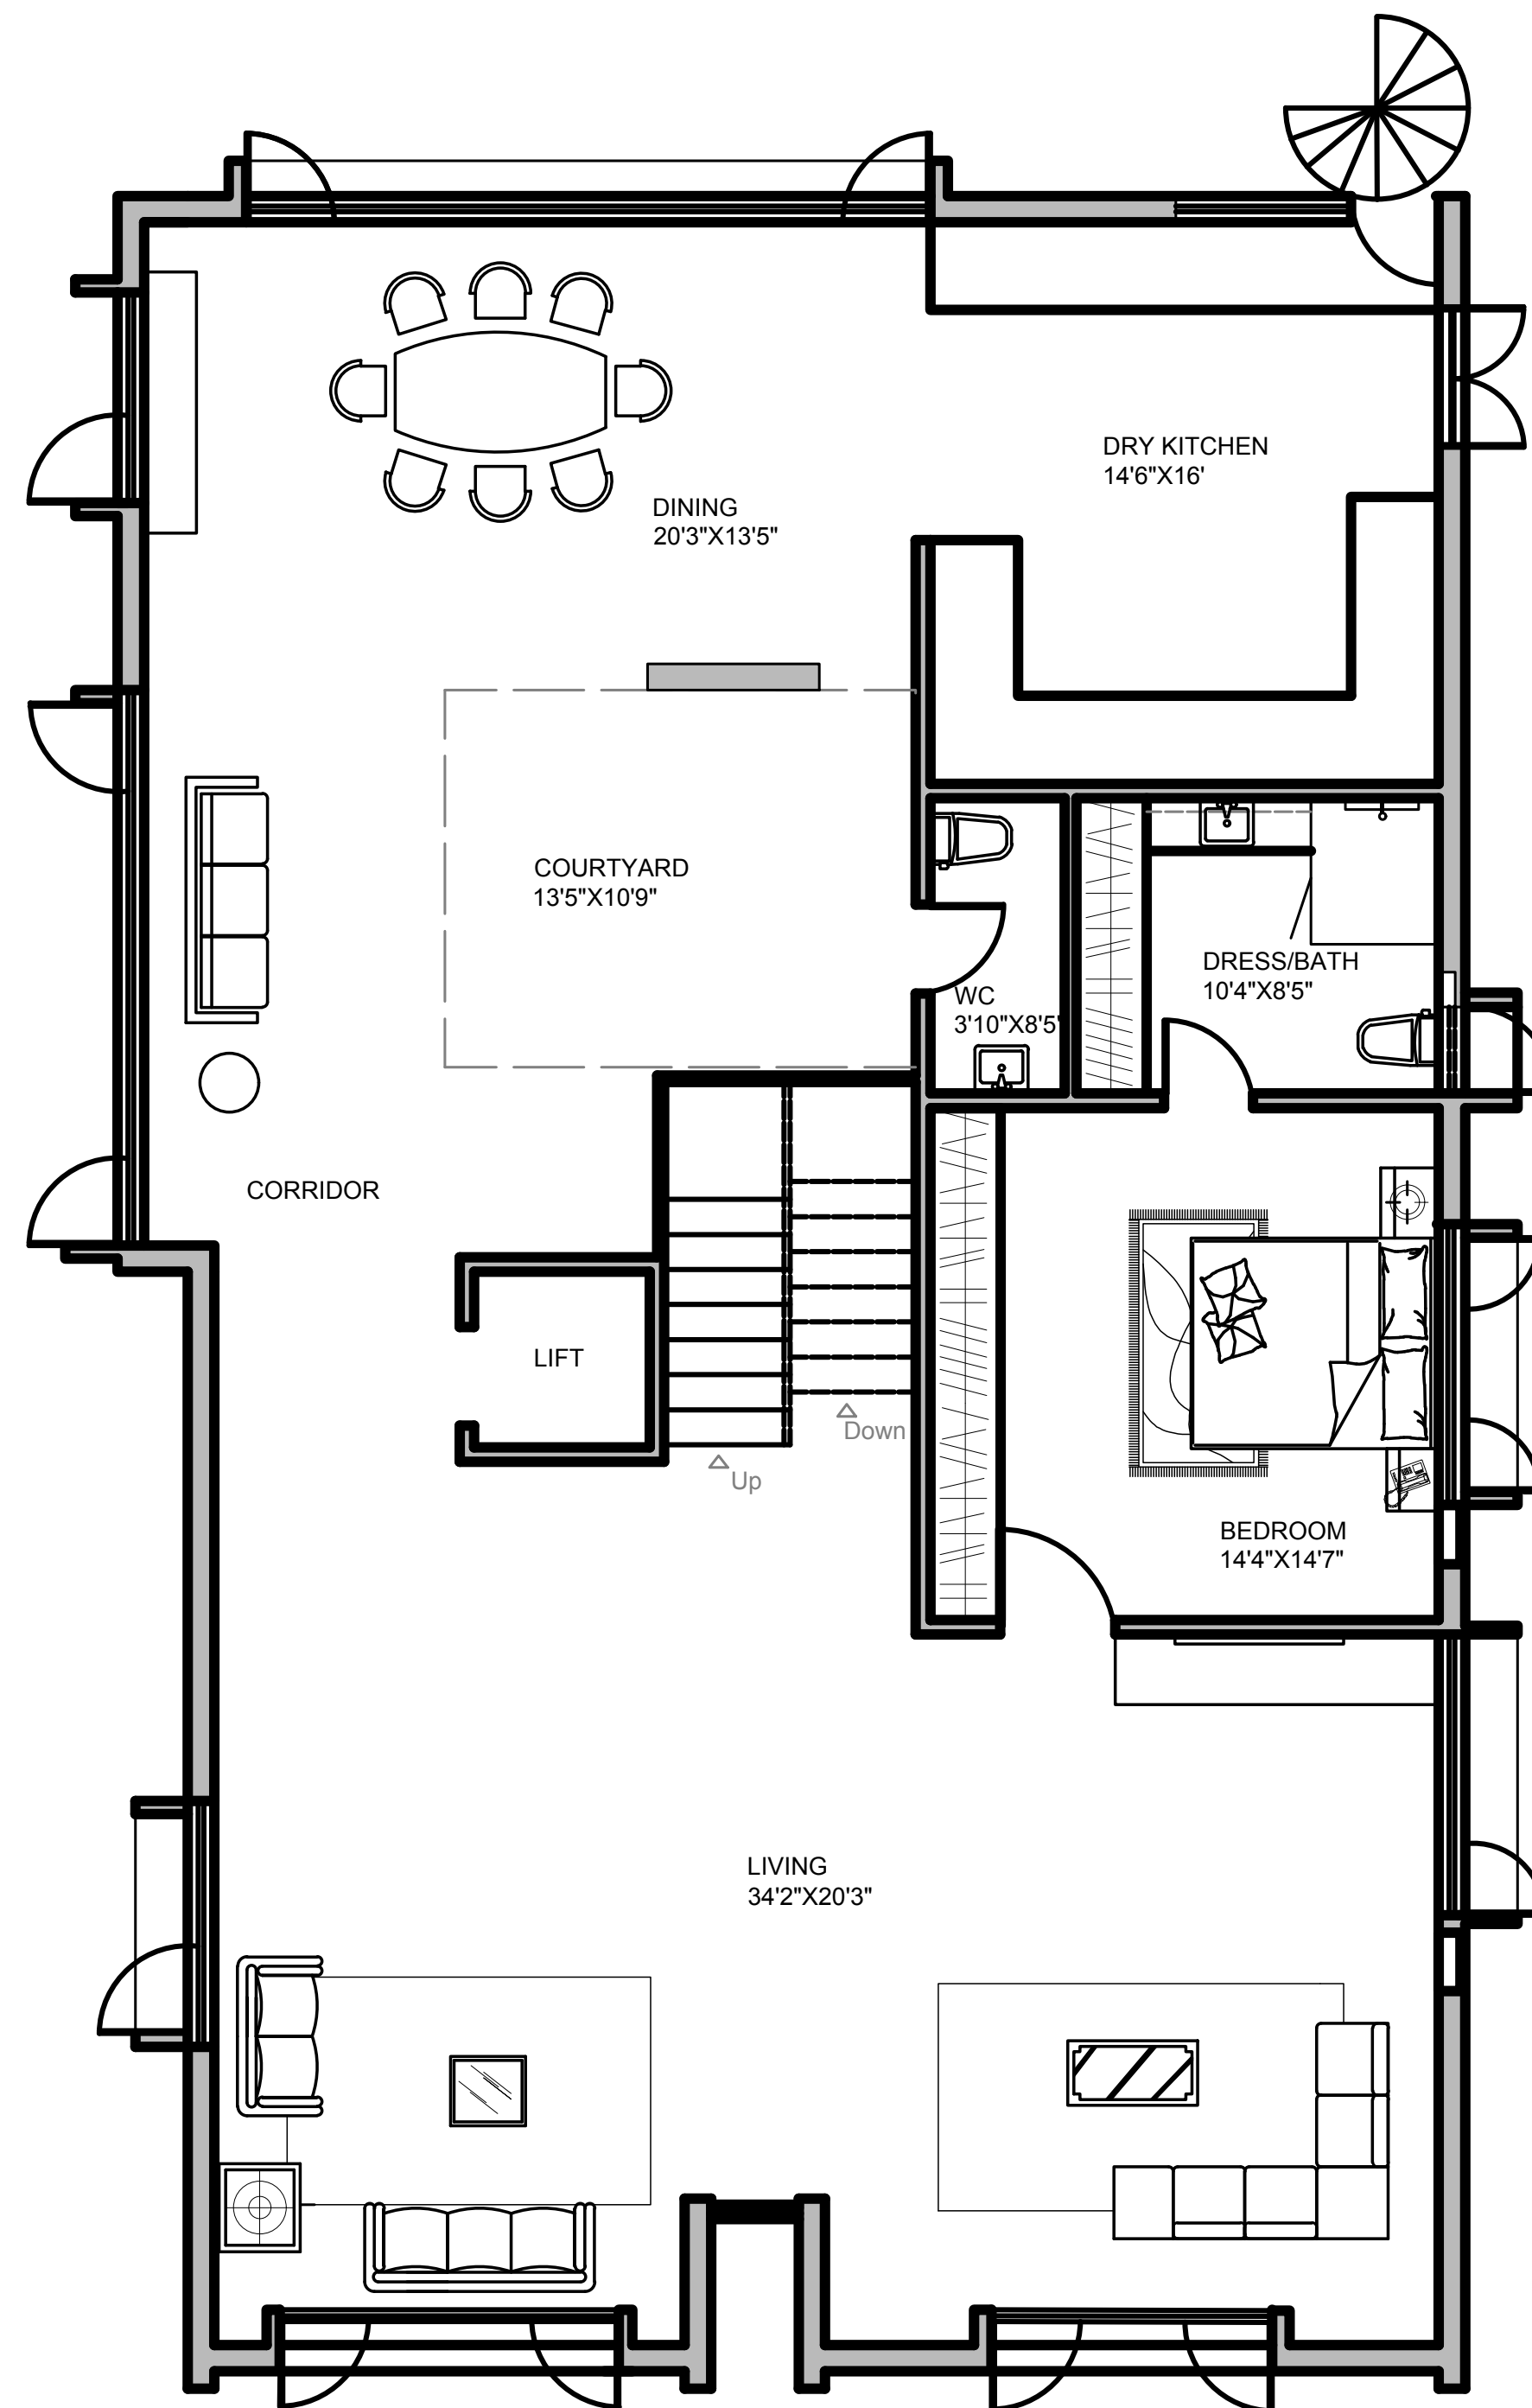 DRY KITCHEN
14'6"X16'
DINING
20'3"X13'5"
COURTYARD
13'5"X10'9"
DRESS/BATH
10'4"X8'5"
WC
3'10"X8'5"
CORRIDOR
LIFT
Down
Up
BEDROOM
14'4"X14'7"
LIVING
34'2"X20'3"